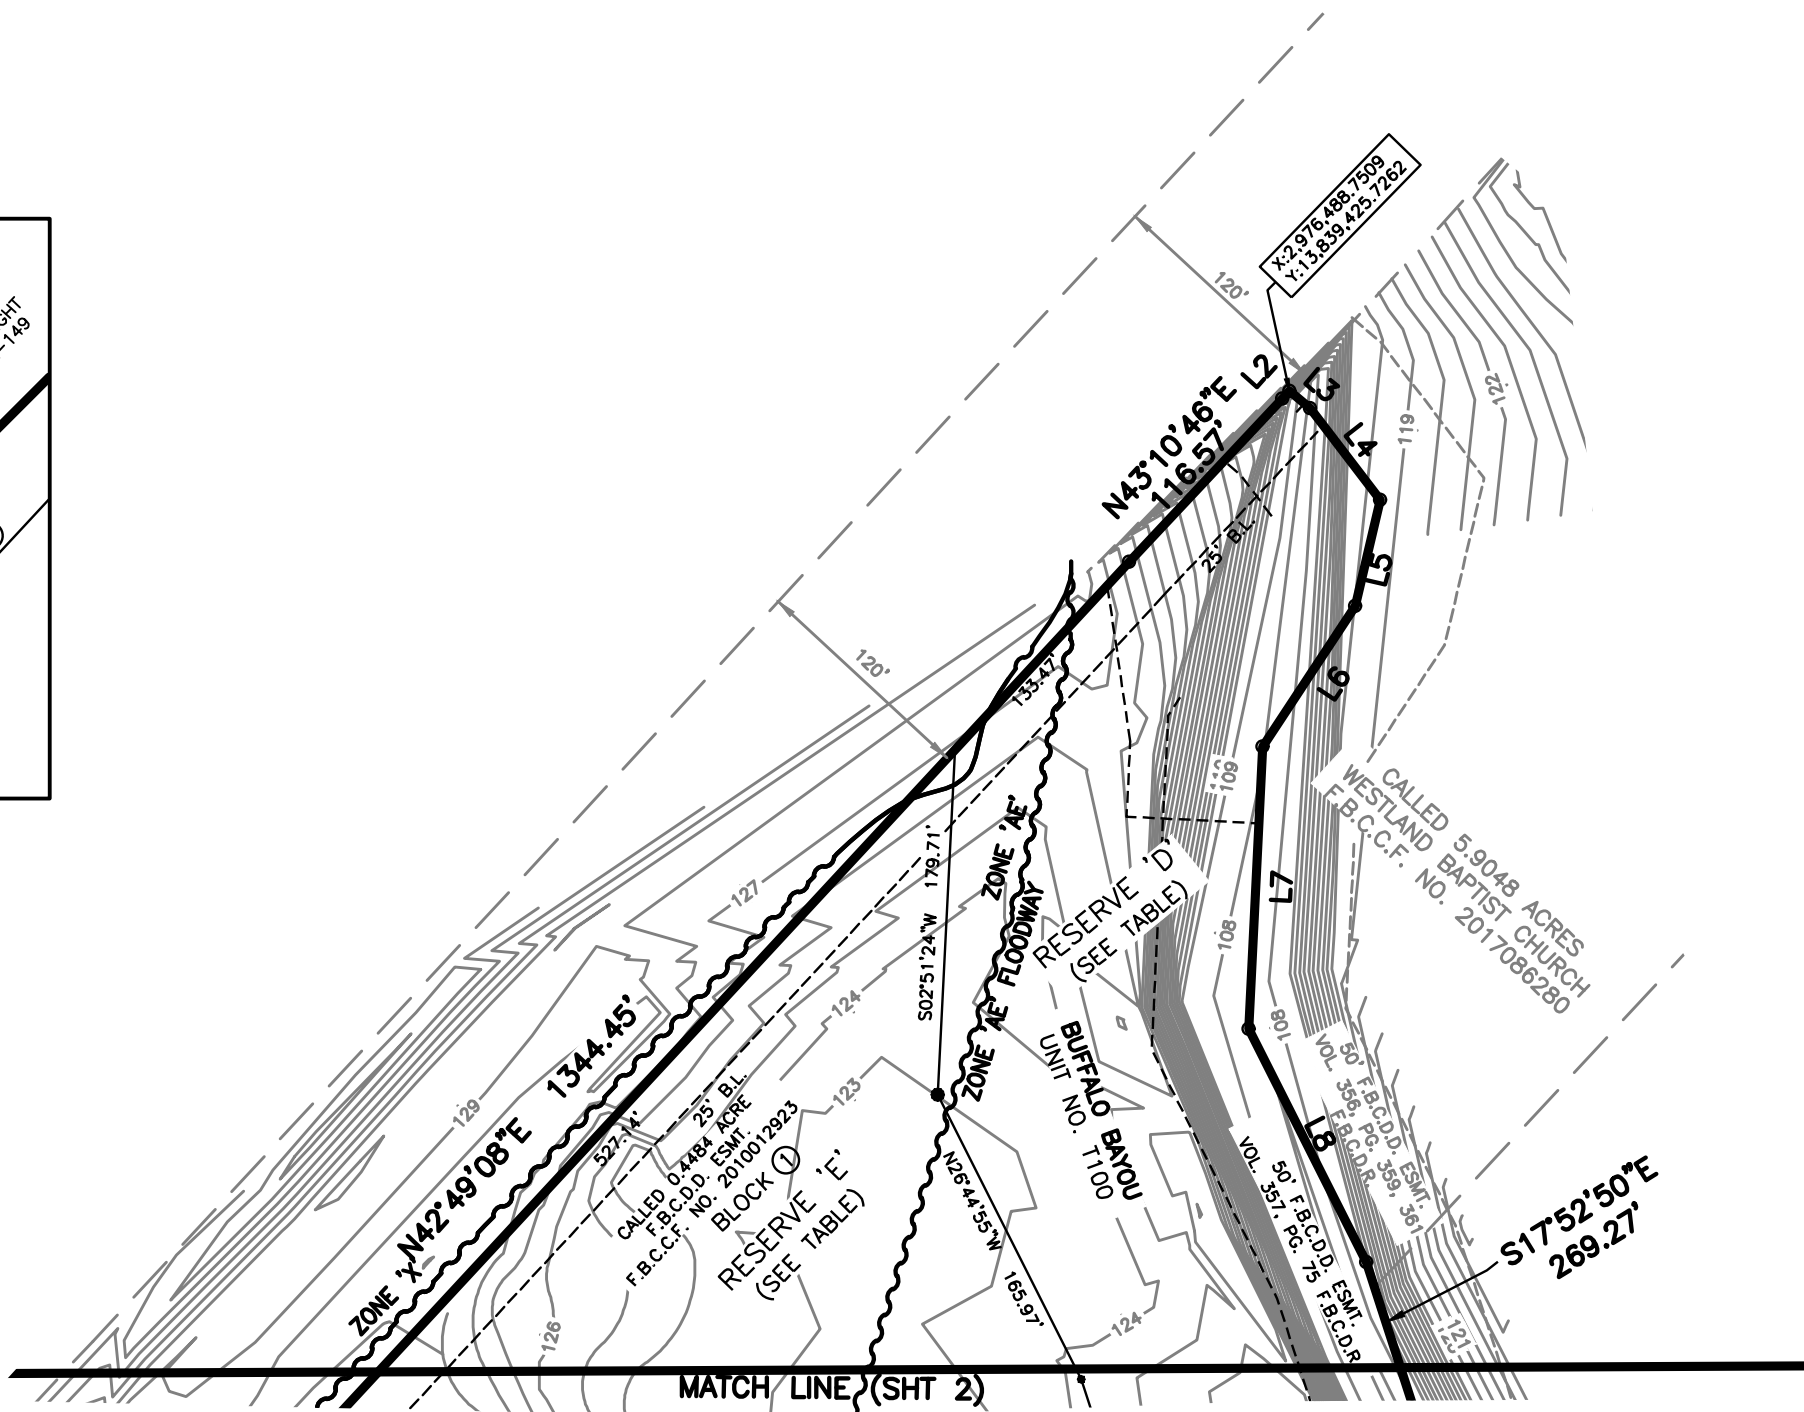 GHT
-149
X:2,976,488.7509
Y:13,839,425.7262
120'
L2
L3
N43°10'46"E
116.57'
L4
122
119
25' B.L.
L5
120'
133.47'
L6
109
CALLED 5.9048 ACRES
WESTLAND BAPTIST CHURCH
F.B.C.C.F. NO. 2017086280
ZONE 'AE'
179.71'
S02°51'24"W
RESERVE 'D'
(SEE TABLE)
127
L7
108
ZONE 'AE' FLOODWAY
124
108
BUFFALO BAYOU
UNIT NO. T100
1344.45'
N42°49'08"E
129
123
25' B.L.
527.14'
CALLED 0.4484 ACRE
F.B.C.D.D. ESMT.
F.B.C.C.F. NO. 2010012923
BLOCK 1
RESERVE 'E'
(SEE TABLE)
50' F.B.C.D.D. ESMT.
VOL. 356, PG. 359, 361
F.B.C.D.R.
L8
50' F.B.C.D.D. ESMT.
VOL. 357, PG. 75 F.B.C.D.R
N26°44'55"W
165.97'
S17°52'50"E
269.27'
ZONE 'X'
126
124
121
MATCH LINE (SHT 2)